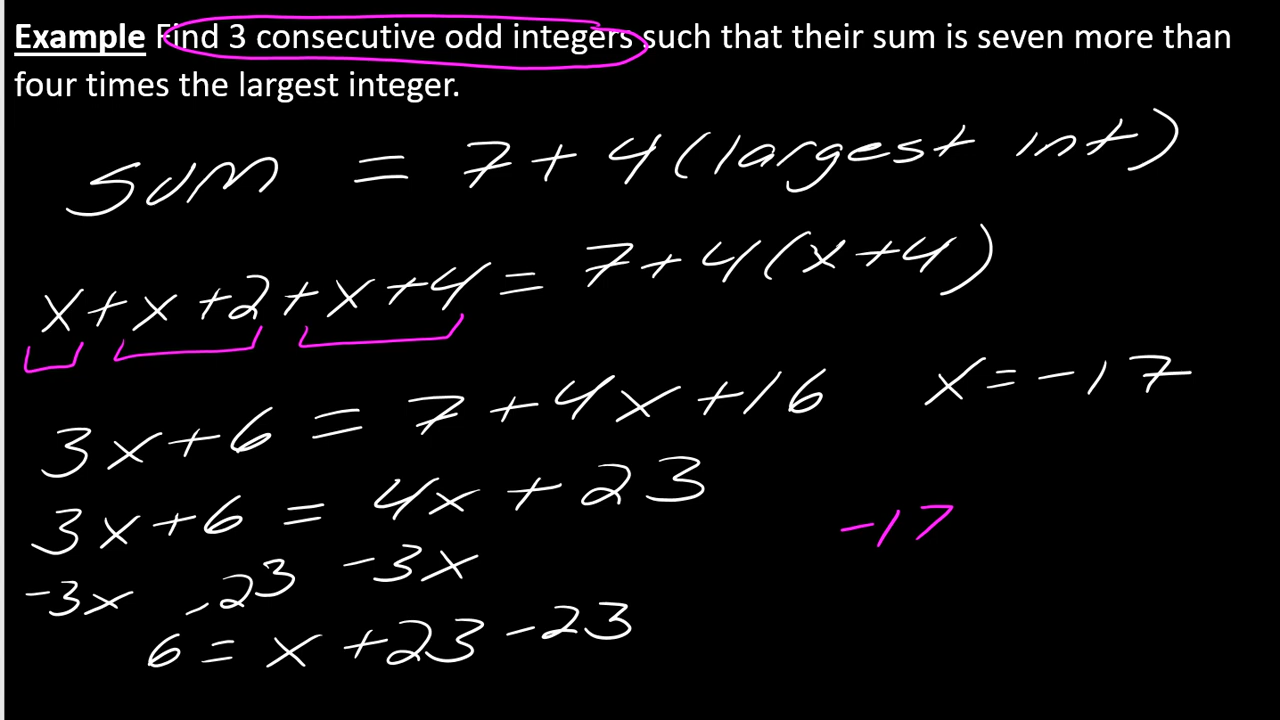 Example Find 3 consecutive odd integers such that their sum is seven more than
four times the largest integer.
sum = 7+4(largest int)
x+x+2+x+4=7+4(x+4)
3x+6=7+4x+16
x=-17
3x+6=4x+23
-17
-3x -23 -3x
6=x+23-23